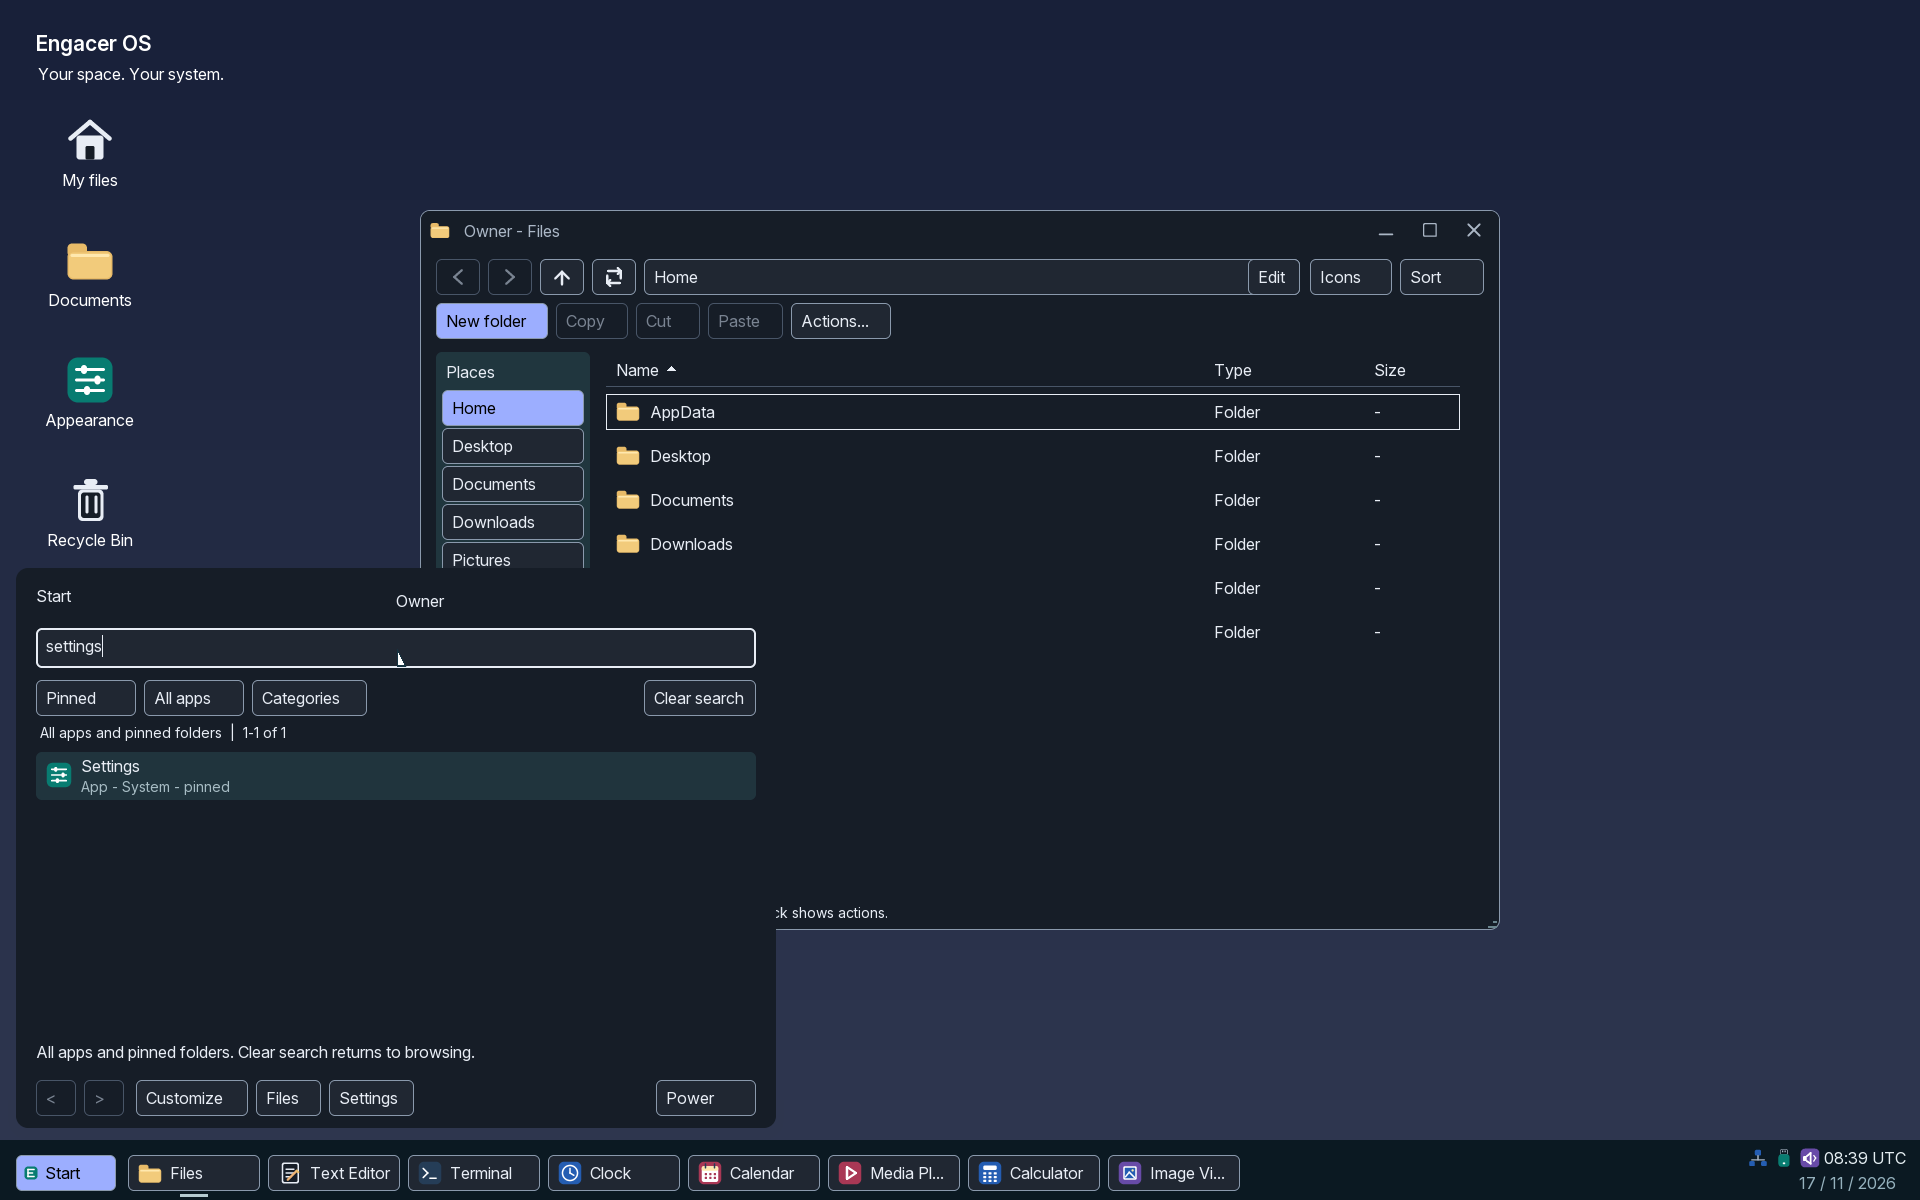 Engacer OS
Your space. Your system.
My files
Documents
Appearance
Recycle Bin
Owner - Files
Home
Edit
Icons
Sort
New folder
Copy
Cut
Paste
Actions...
Places
Home
Desktop
Documents
Downloads
Pictures
Name Type Size
AppData Folder -
Desktop Folder -
Documents Folder -
Downloads Folder -
Folder -
Folder -
ck shows actions.
Start
Owner
settings
Pinned
All apps
Categories
Clear search
All apps and pinned folders | 1-1 of 1
Settings
App - System - pinned
All apps and pinned folders. Clear search returns to browsing.
<
>
Customize
Files
Settings
Power
Start
Files
Text Editor
Terminal
Clock
Calendar
Media Pl...
Calculator
Image Vi...
08:39 UTC
17 / 11 / 2026